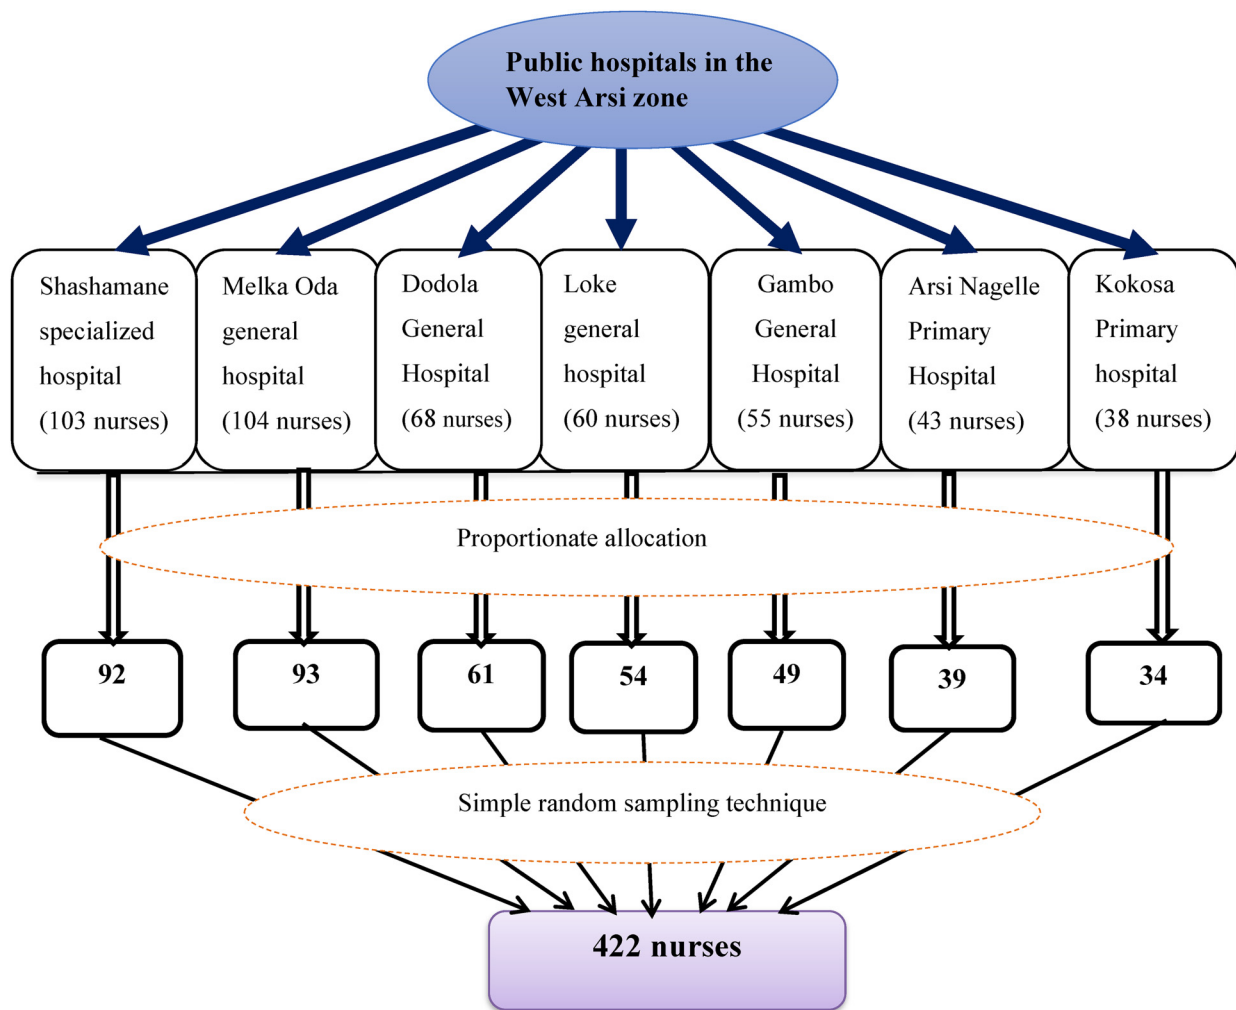 Public hospitals in the
West Arsi zone
Shashamane
specialized
hospital
(103 nurses)
Melka Oda
general
hospital
(104 nurses)
Dodola
General
Hospital
(68 nurses)
Loke
general
hospital
(60 nurses)
Gambo
General
Hospital
(55 nurses)
Arsi Nagelle
Primary
Hospital
(43 nurses)
Kokosa
Primary
hospital
(38 nurses)
Proportionate allocation
92
93
61
54
49
39
34
Simple random sampling technique
422 nurses